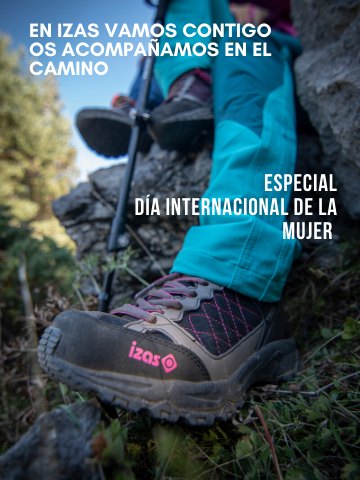 EN IZAS VAMOS CONTIGO
OS ACOMPAÑAMOS EN EL
CAMINO
ESPECIAL
DÍA INTERNACIONAL DE LA
MUJER
izas